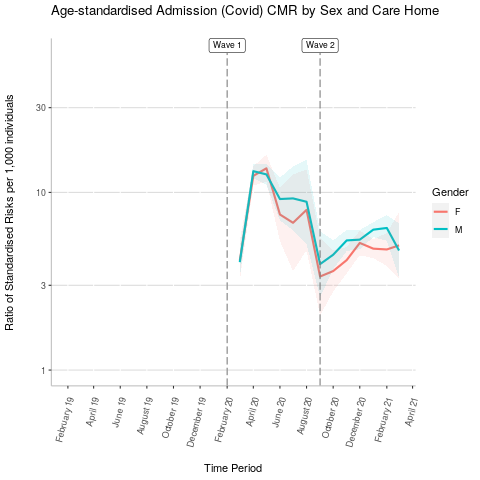 Age-standardised Admission (Covid) CMR by Sex and Care Home
Ratio of Standardised Risks per 1,000 individuals
30
10
3
1
Wave 1
Wave 2
February 19
April 19
June 19
August 19
October 19
December 19
February 20
April 20
June 20
August 20
October 20
December 20
February 21
April 21
Time Period
Gender
F
M